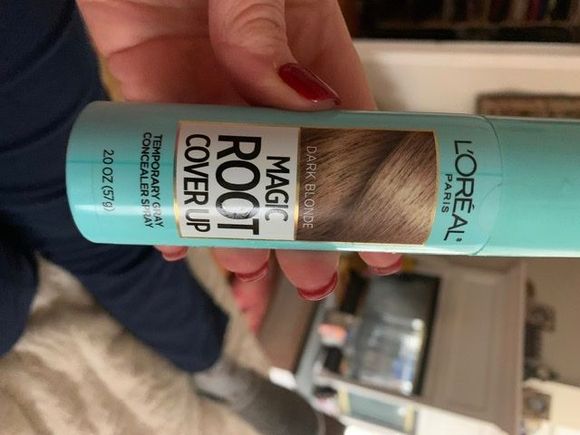 L'ORÉAL®
PARIS
DARK BLONDE
MAGIC
ROOT
COVER UP
TEMPORARY GRAY
CONCEALER SPRAY
2.0 OZ (57g)